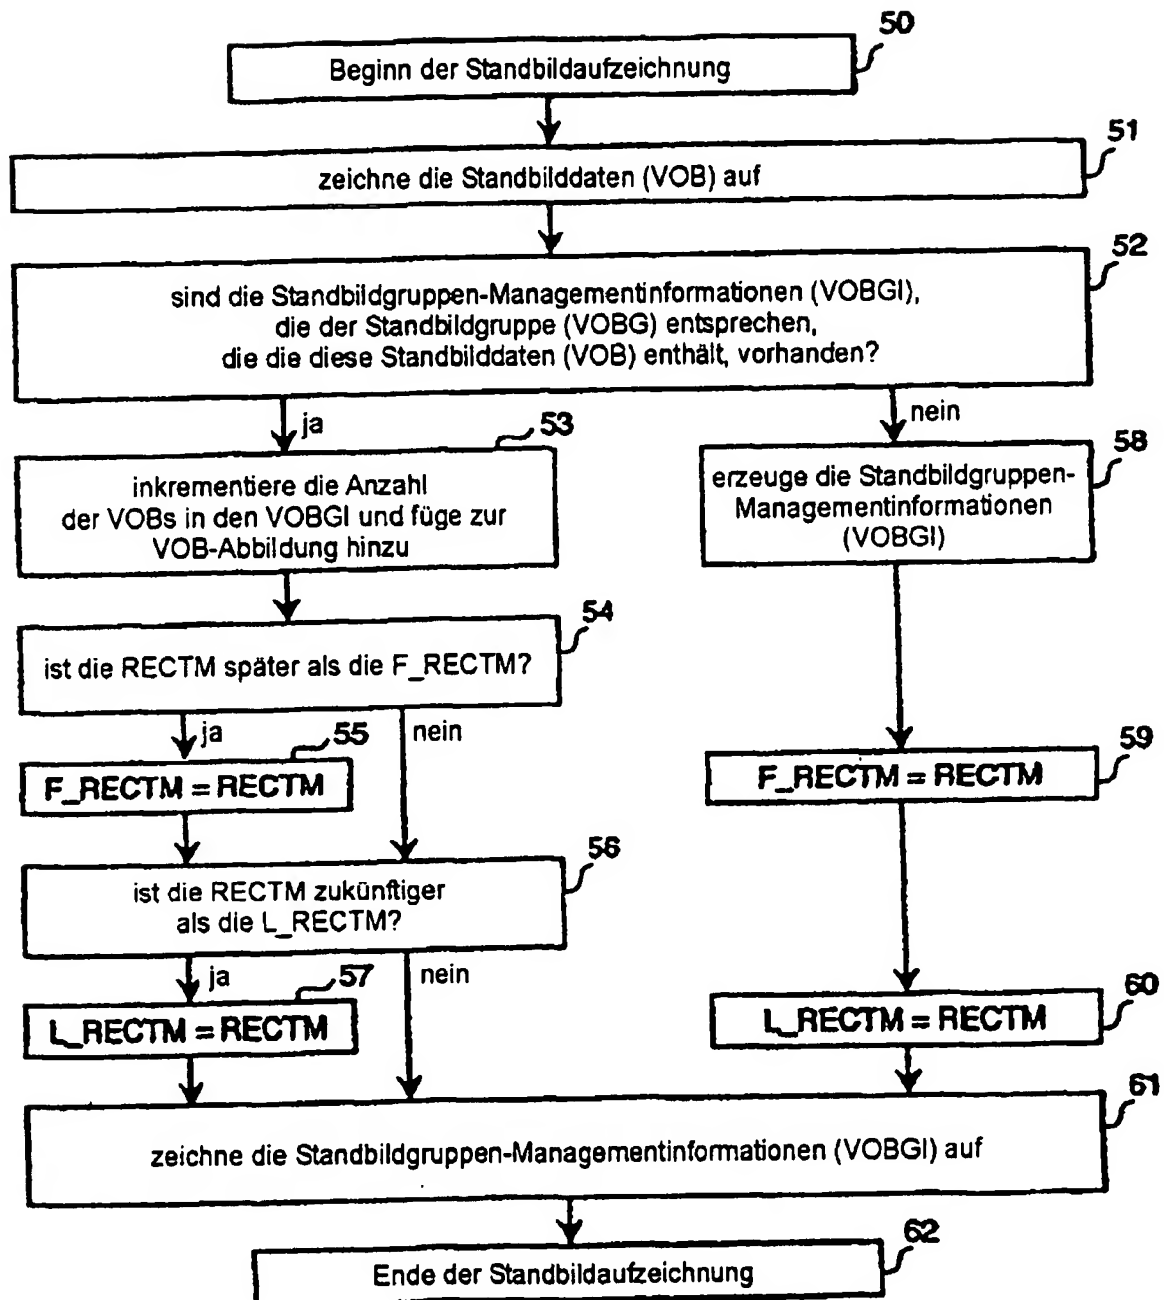 50
Beginn der Standbildaufzeichnung
51
zeichne die Standbilddaten (VOB) auf
52
sind die Standbildgruppen-Managementinformationen (VOBGI),
die der Standbildgruppe (VOBG) entsprechen,
die die diese Standbilddaten (VOB) enthält, vorhanden?
ja
nein
53
inkrementiere die Anzahl
der VOBs in den VOBGI und füge zur
VOB-Abbildung hinzu
58
erzeuge die Standbildgruppen-
Managementinformationen
(VOBGI)
54
ist die RECTM später als die F_RECTM?
ja
nein
55
F_RECTM = RECTM
59
F_RECTM = RECTM
56
ist die RECTM zukünftiger
als die L_RECTM?
ja
nein
57
L_RECTM = RECTM
60
L_RECTM = RECTM
61
zeichne die Standbildgruppen-Managementinformationen (VOBGI) auf
62
Ende der Standbildaufzeichnung